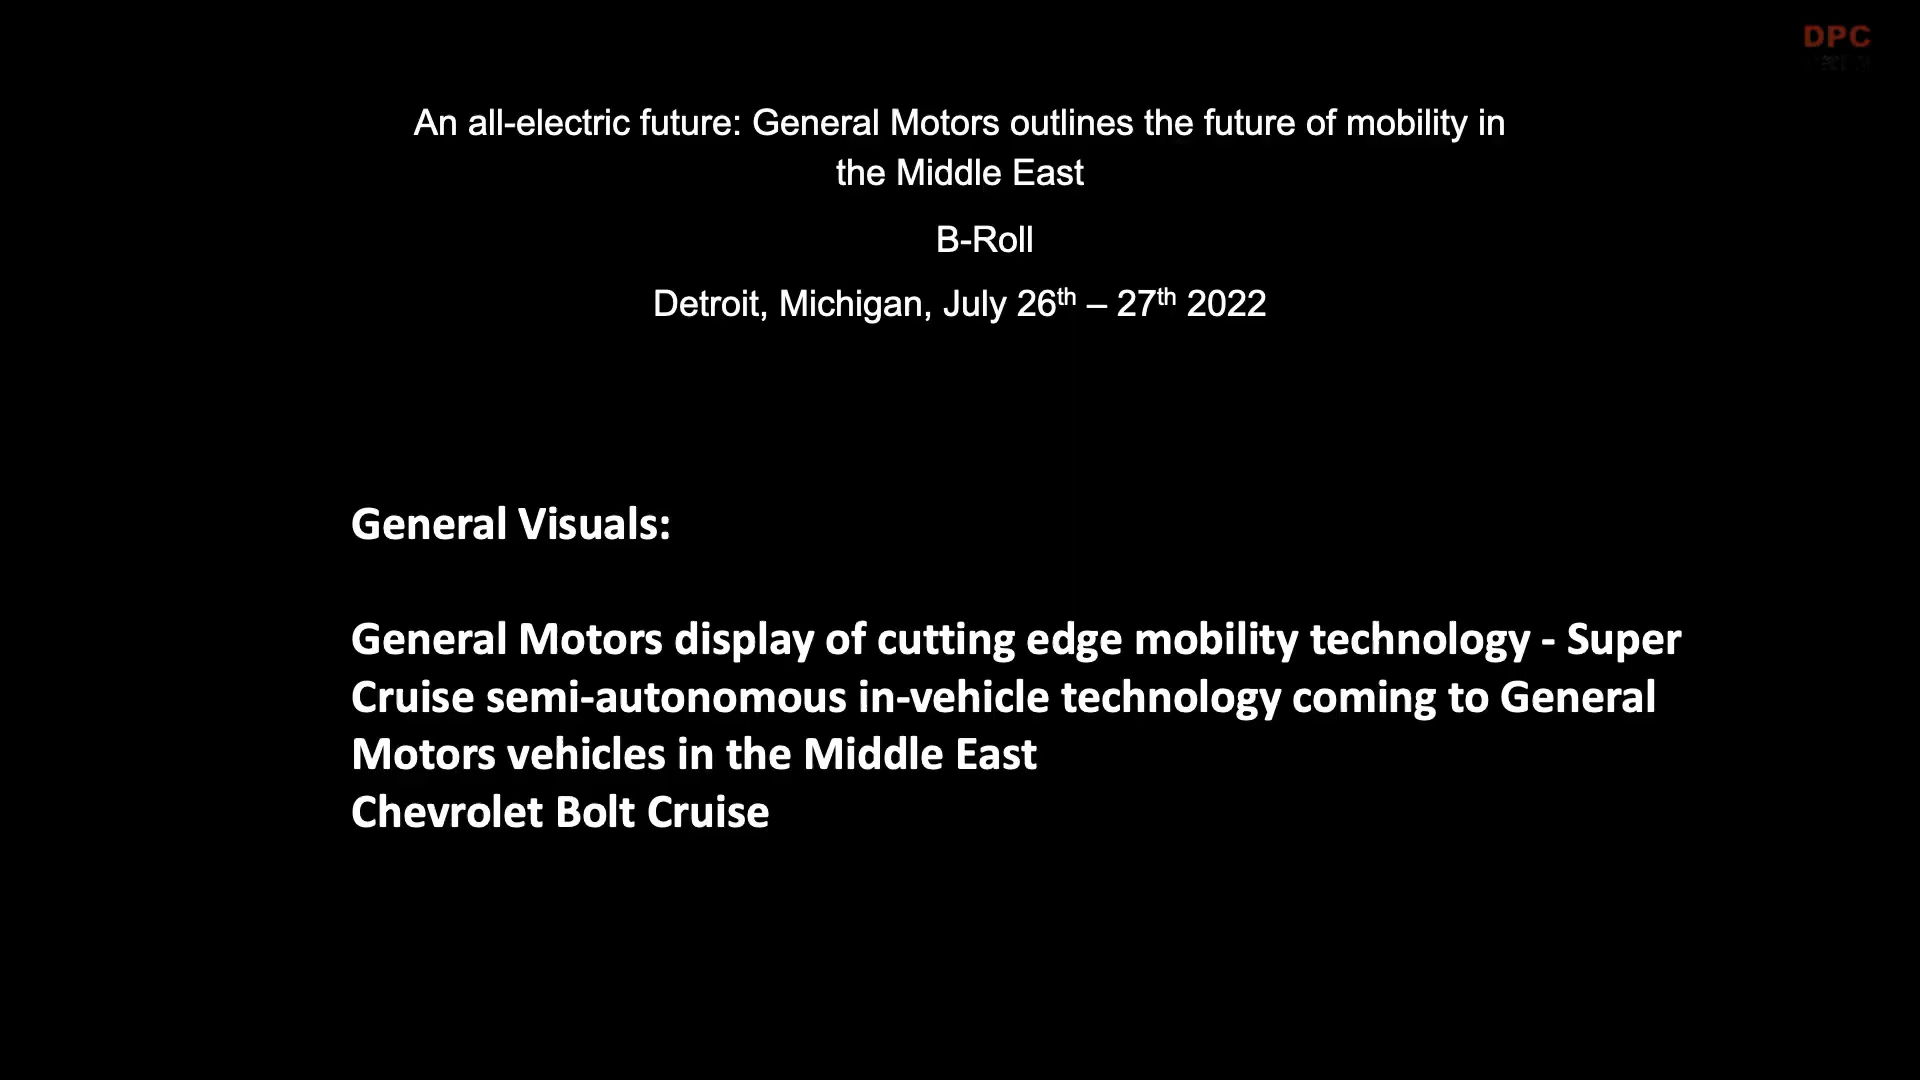 DPC
An all-electric future: General Motors outlines the future of mobility in
the Middle East
B-Roll
Detroit, Michigan, July 26th – 27th 2022
General Visuals:
General Motors display of cutting edge mobility technology - Super
Cruise semi-autonomous in-vehicle technology coming to General
Motors vehicles in the Middle East
Chevrolet Bolt Cruise